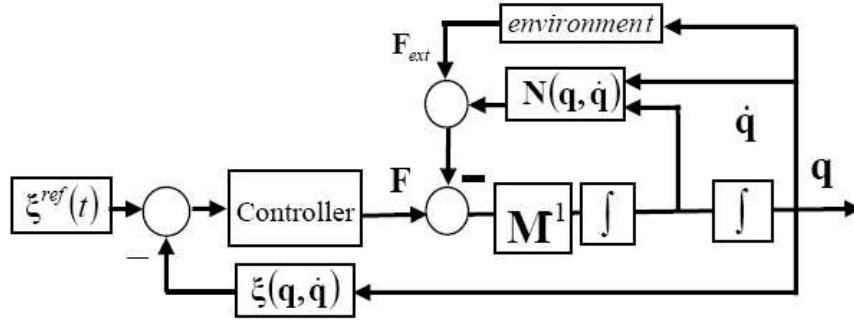 environment
F_ext
N(q, q̇)
q̇
F
−
q
ξ^ref(t)
Controller
M^1
∫
∫
−
ξ(q, q̇)